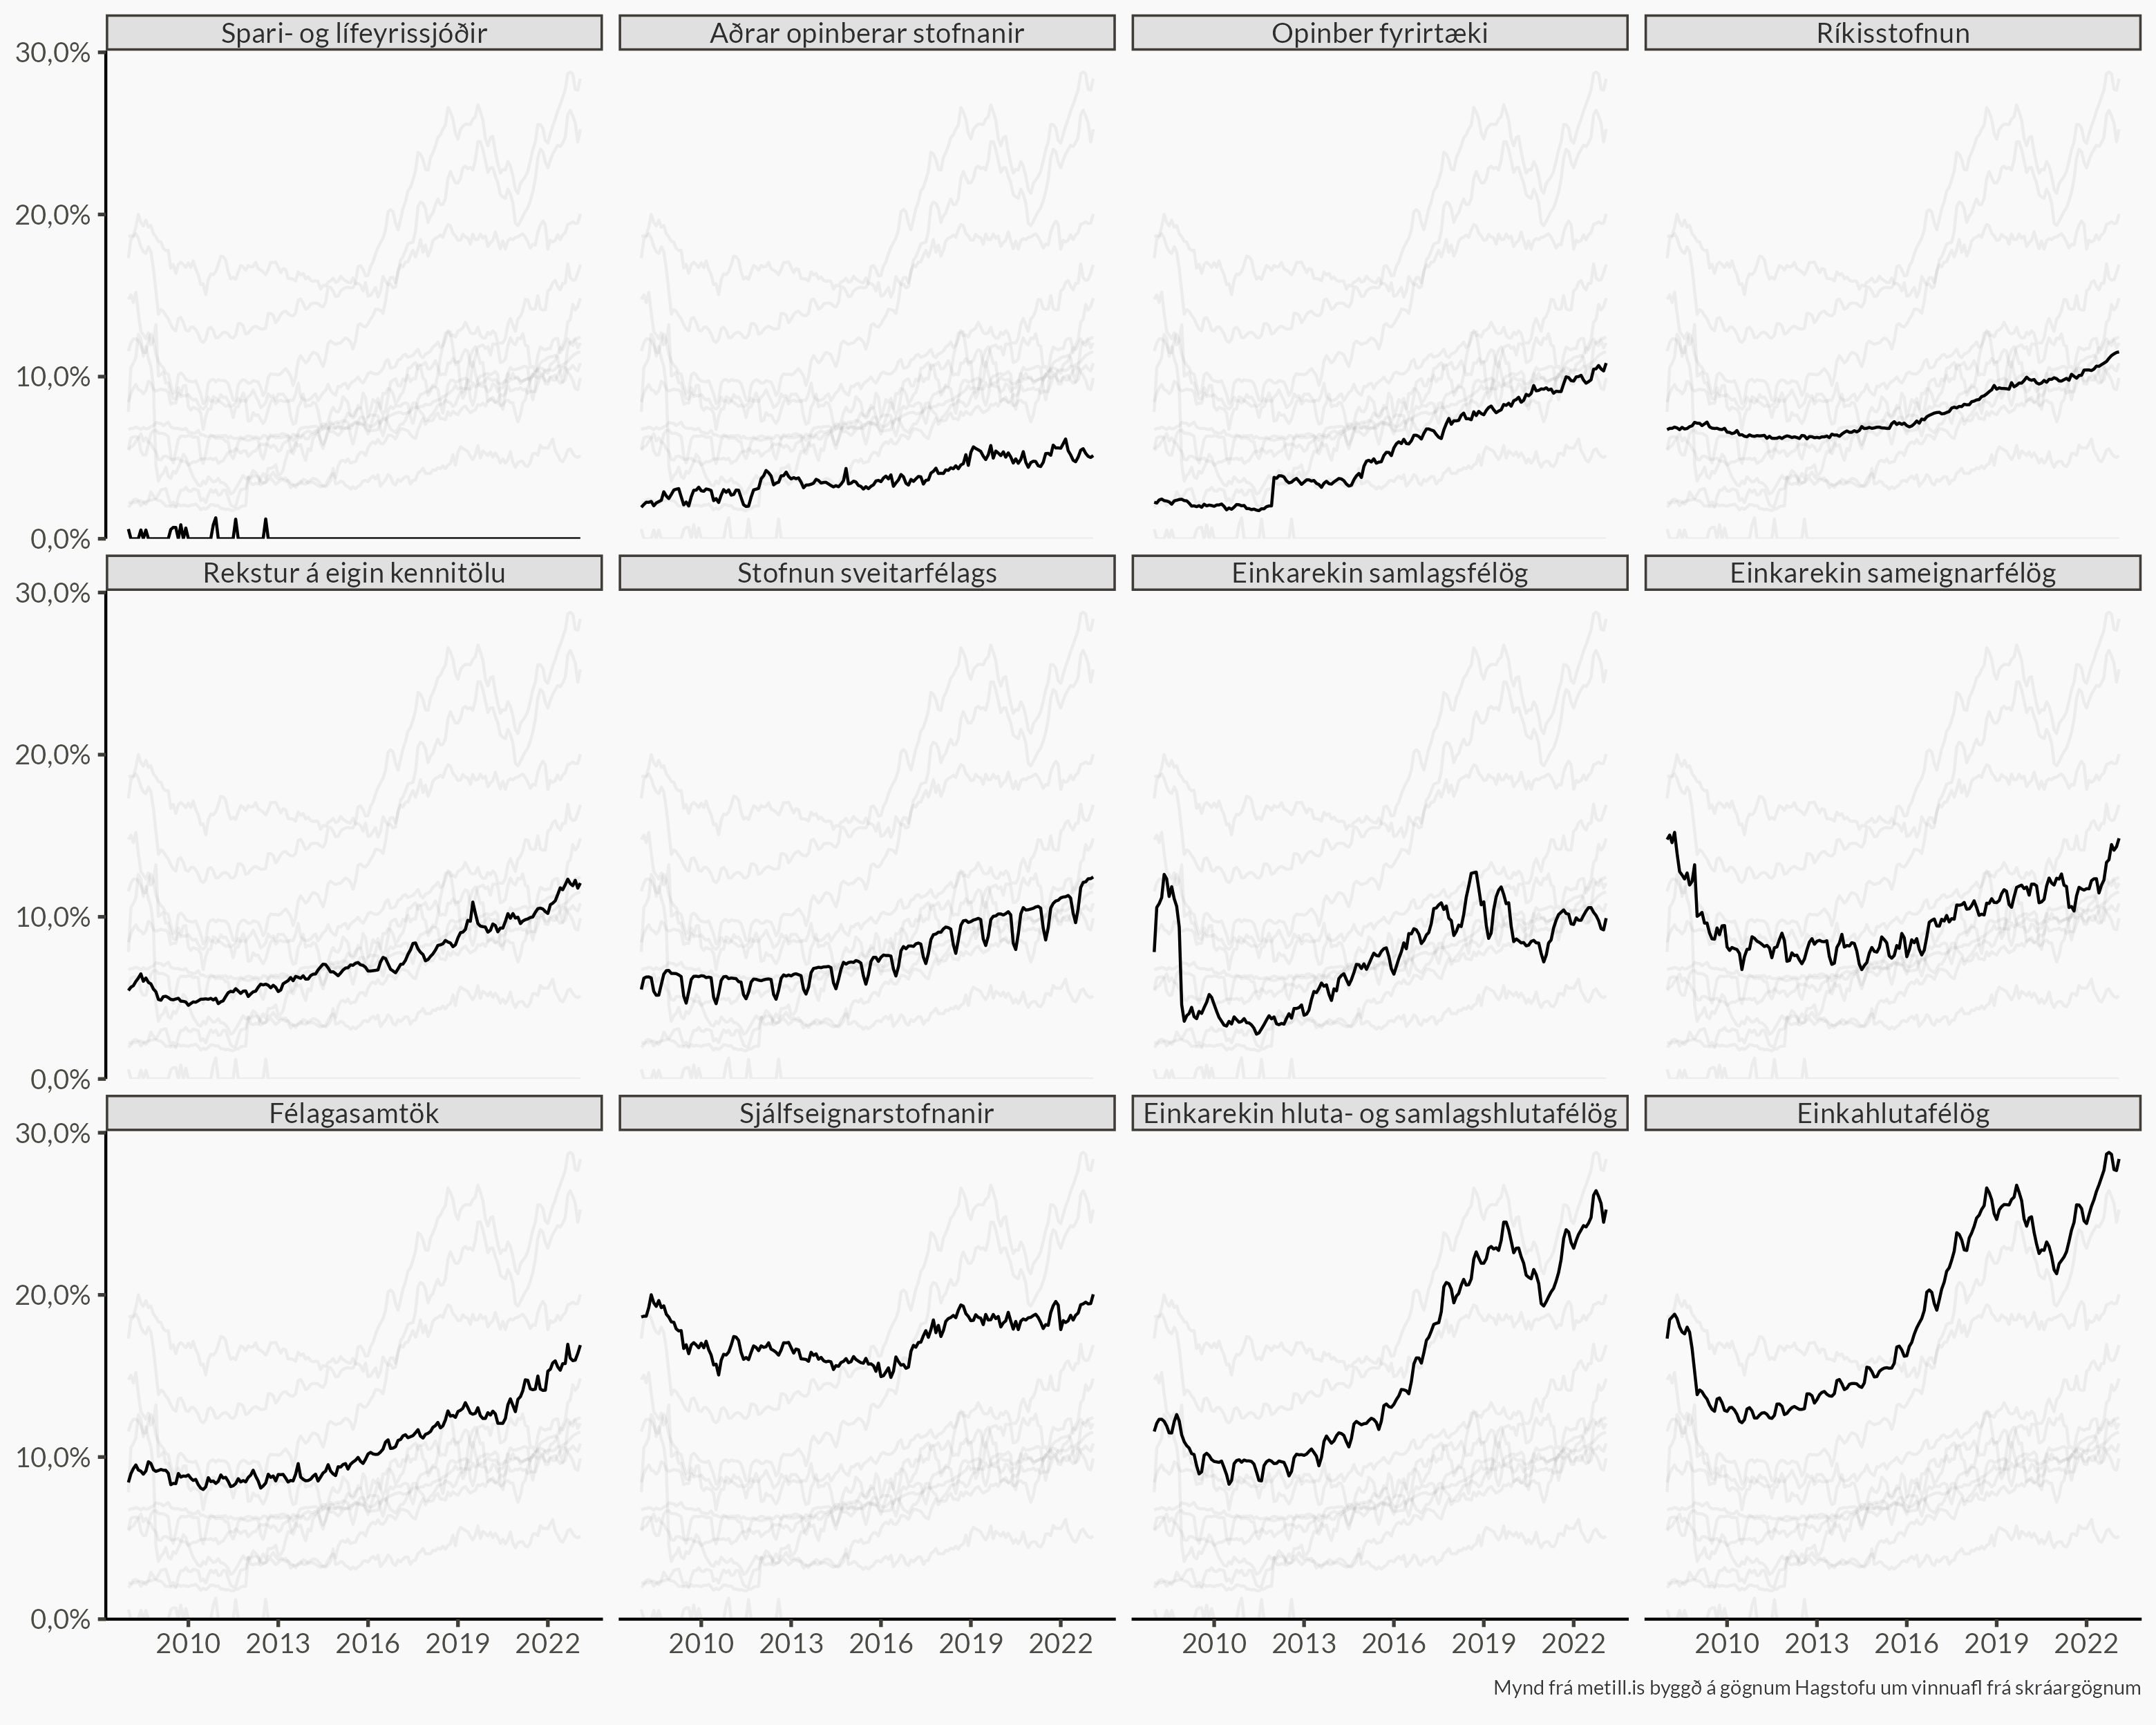 Spari- og lífeyrissjóðir
Aðrar opinberar stofnanir
Opinber fyrirtæki
Ríkisstofnun
30,0%
20,0%
10,0%
0,0%
Rekstur á eigin kennitölu
Stofnun sveitarfélags
Einkarekin samlagsfélög
Einkarekin sameignarfélög
30,0%
20,0%
10,0%
0,0%
Félagasamtök
Sjálfseignarstofnanir
Einkarekin hluta- og samlagshlutafélög
Einkahlutafélög
30,0%
20,0%
10,0%
0,0%
2010 2013 2016 2019 2022
2010 2013 2016 2019 2022
2010 2013 2016 2019 2022
2010 2013 2016 2019 2022
Mynd frá metill.is byggð á gögnum Hagstofu um vinnuafl frá skráargögnum